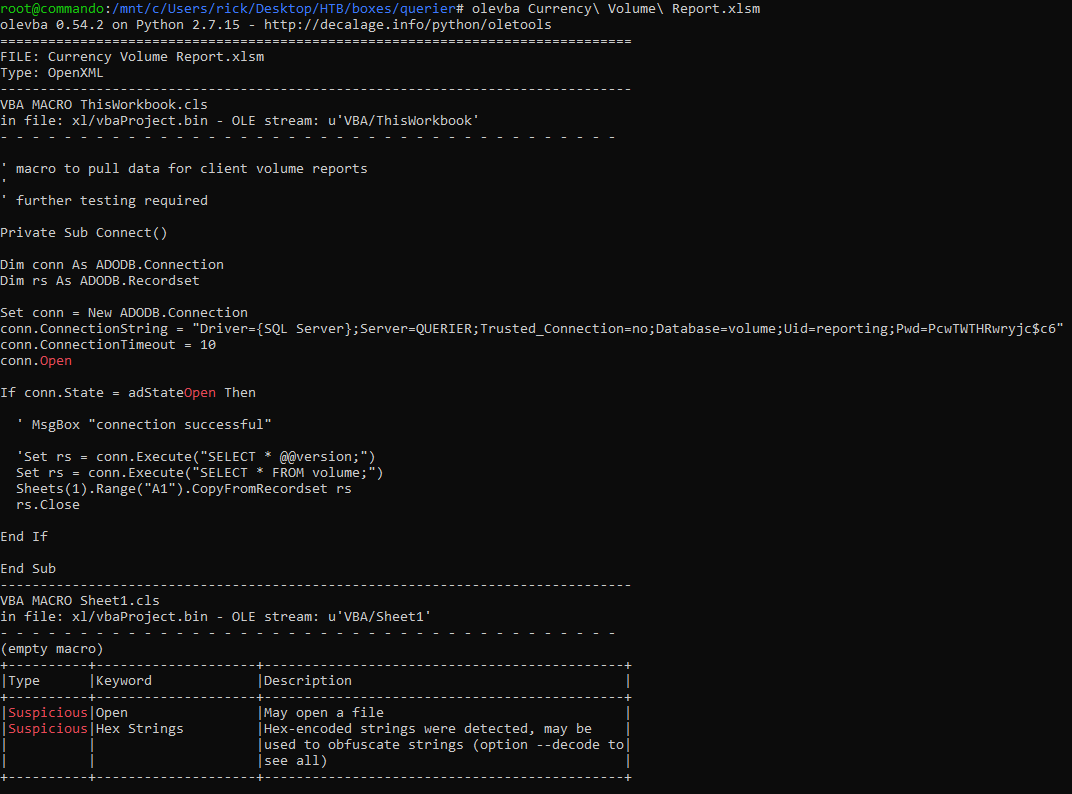 root@commando:/mnt/c/Users/rick/Desktop/HTB/boxes/querier# olevba Currency\ Volume\ Report.xlsm
olevba 0.54.2 on Python 2.7.15 - http://decalage.info/python/oletools
===============================================================================
FILE: Currency Volume Report.xlsm
Type: OpenXML
-------------------------------------------------------------------------------
VBA MACRO ThisWorkbook.cls
in file: xl/vbaProject.bin - OLE stream: u'VBA/ThisWorkbook'
- - - - - - - - - - - - - - - - - - - - - - - - - - - - - - - - - - - - - - -

' macro to pull data for client volume reports
'
' further testing required

Private Sub Connect()

Dim conn As ADODB.Connection
Dim rs As ADODB.Recordset

Set conn = New ADODB.Connection
conn.ConnectionString = "Driver={SQL Server};Server=QUERIER;Trusted_Connection=no;Database=volume;Uid=reporting;Pwd=PcwTWTHRwryjc$c6"
conn.ConnectionTimeout = 10
conn.Open

If conn.State = adStateOpen Then

  ' MsgBox "connection successful"

  'Set rs = conn.Execute("SELECT * @@version;")
  Set rs = conn.Execute("SELECT * FROM volume;")
  Sheets(1).Range("A1").CopyFromRecordset rs
  rs.Close

End If

End Sub
-------------------------------------------------------------------------------
VBA MACRO Sheet1.cls
in file: xl/vbaProject.bin - OLE stream: u'VBA/Sheet1'
- - - - - - - - - - - - - - - - - - - - - - - - - - - - - - - - - - - - - - -
(empty macro)
+----------+--------------------+---------------------------------------------+
|Type      |Keyword             |Description                                  |
+----------+--------------------+---------------------------------------------+
|Suspicious|Open                |May open a file                              |
|Suspicious|Hex Strings         |Hex-encoded strings were detected, may be    |
|          |                    |used to obfuscate strings (option --decode to|
|          |                    |see all)                                     |
+----------+--------------------+---------------------------------------------+